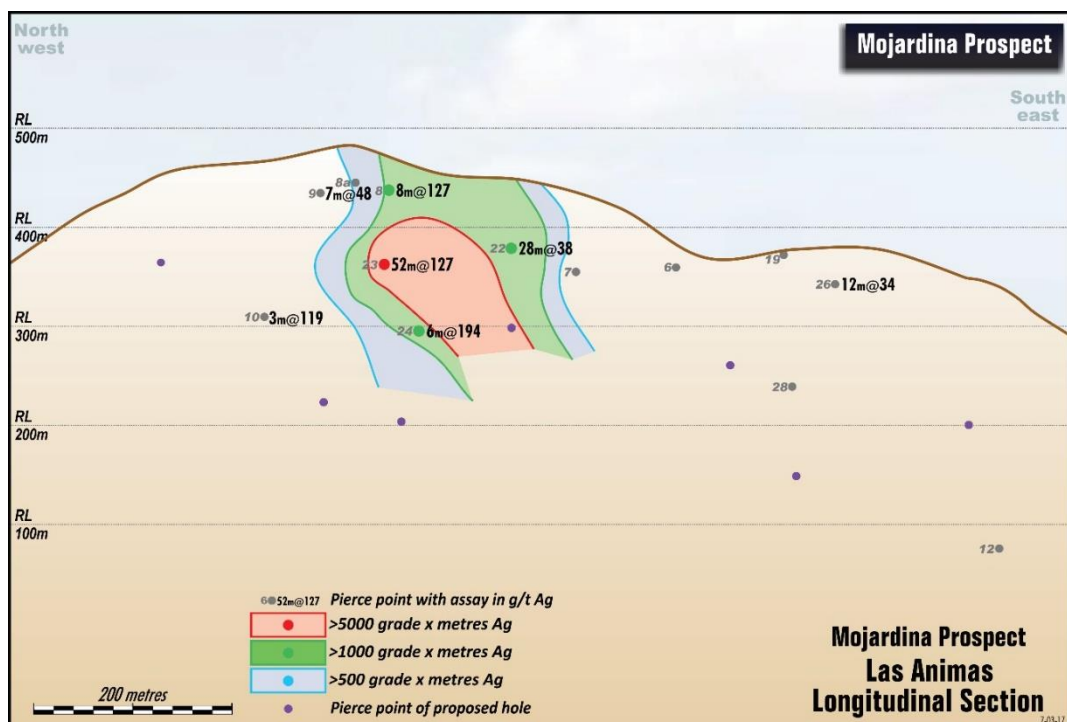 North
west
Mojardina Prospect
South
east
RL
500m
8a
9 7m@48
8 8m@127
RL
400m
22 28m@38
19
23 52m@127
7
6
26 12m@34
10 3m@119
RL
300m
24 6m@194
28
RL
200m
RL
100m
12
6 52m@127 Pierce point with assay in g/t Ag
>5000 grade x metres Ag
>1000 grade x metres Ag
>500 grade x metres Ag
Pierce point of proposed hole
200 metres
Mojardina Prospect
Las Animas
Longitudinal Section
7-03-17